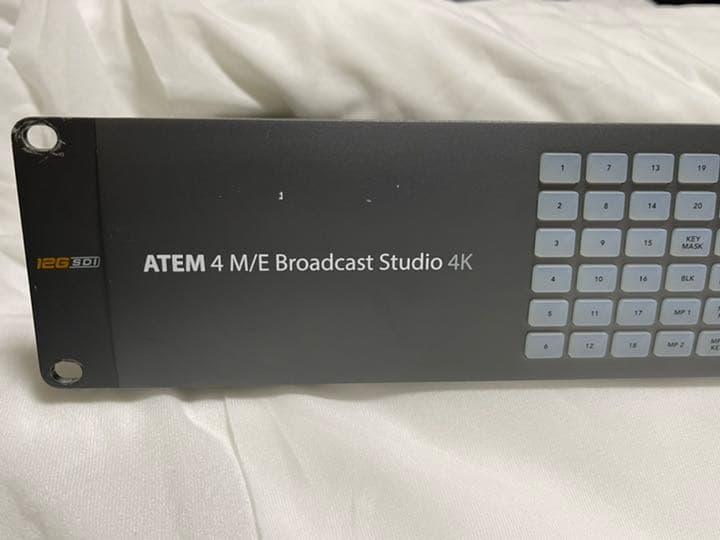 12G SDI
ATEM 4 M/E Broadcast Studio 4K
1 7 13 19
2 8 14 20
3 9 15 KEY MASK
4 10 16 BLK
5 11 17 MP 1
6 12 18 MP 2